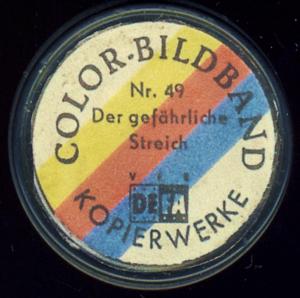 COLOR-BILDBAND
Nr. 49
Der gefährliche
Streich
VEB
DEFA
KOPIERWERKE